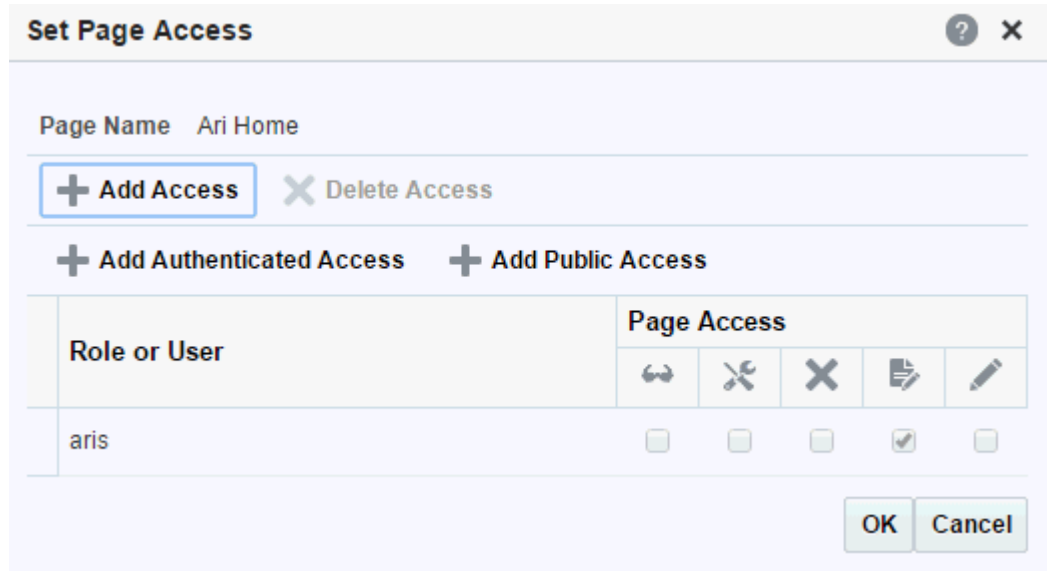 Set Page Access
Page Name Ari Home
Add Access Delete Access
Add Authenticated Access Add Public Access
Role or User
Page Access
aris
OK Cancel